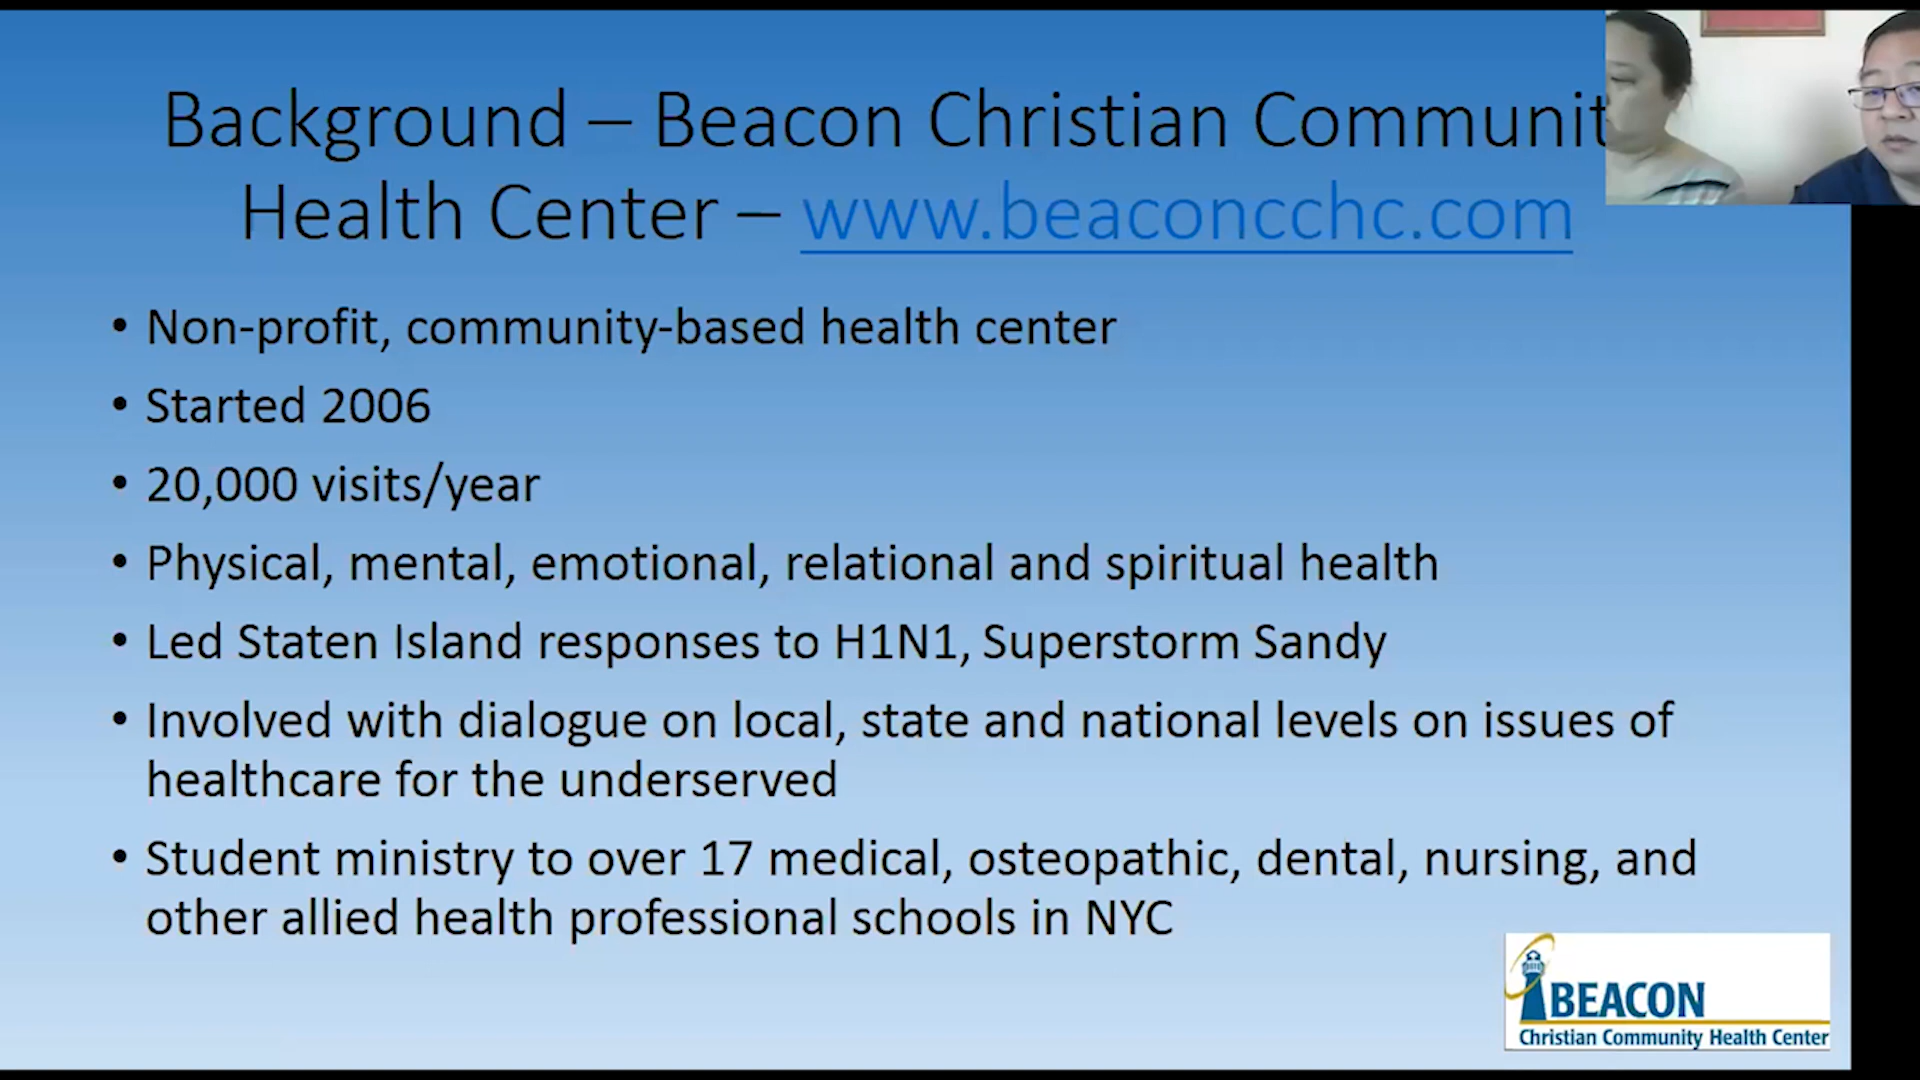 Background – Beacon Christian Communit
Health Center – www.beaconcchc.com
• Non-profit, community-based health center
• Started 2006
• 20,000 visits/year
• Physical, mental, emotional, relational and spiritual health
• Led Staten Island responses to H1N1, Superstorm Sandy
• Involved with dialogue on local, state and national levels on issues of
healthcare for the underserved
• Student ministry to over 17 medical, osteopathic, dental, nursing, and
other allied health professional schools in NYC
BEACON
Christian Community Health Center